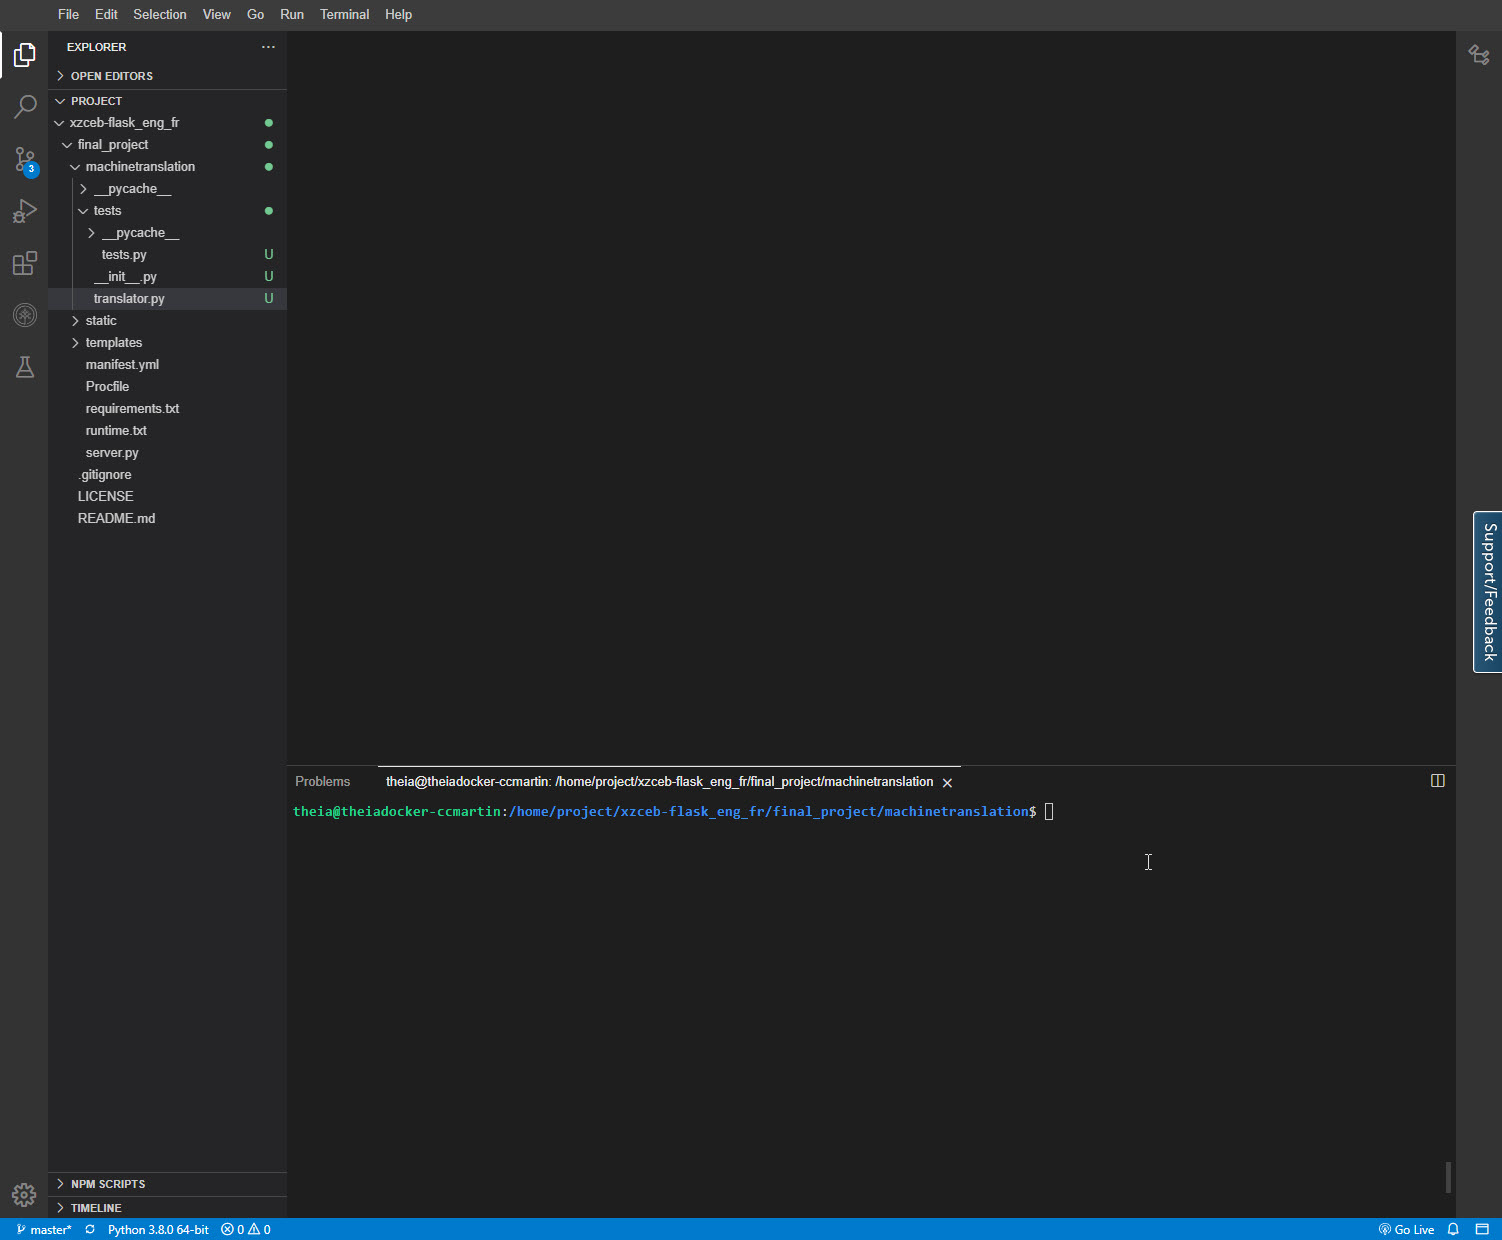 File Edit Selection View Go Run Terminal Help
EXPLORER
OPEN EDITORS
PROJECT
xzceb-flask_eng_fr
final_project
machinetranslation
__pycache__
tests
__pycache__
tests.py U
__init__.py U
translator.py U
static
templates
manifest.yml
Procfile
requirements.txt
runtime.txt
server.py
.gitignore
LICENSE
README.md
3
Support/Feedback
Problems theia@theiadocker-ccmartin: /home/project/xzceb-flask_eng_fr/final_project/machinetranslation
theia@theiadocker-ccmartin:/home/project/xzceb-flask_eng_fr/final_project/machinetranslation$
NPM SCRIPTS
TIMELINE
master* Python 3.8.0 64-bit 0 0 Go Live